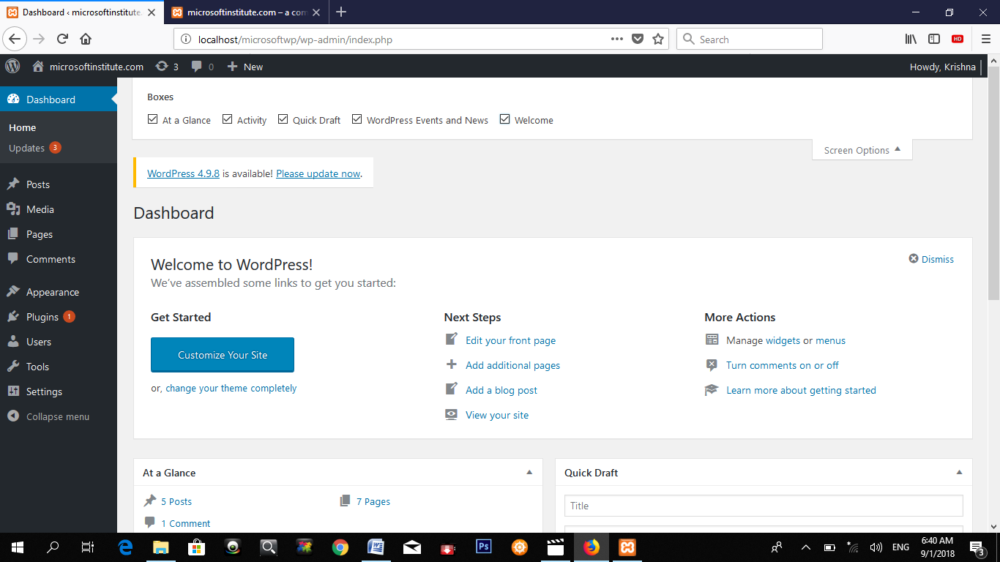 Dashboard ‹ microsoftinstitute.
microsoftinstitute.com – a com
localhost/microsoftwp/wp-admin/index.php
Search
HD
microsoftinstitute.com 3 0 New
Howdy, Krishna
Dashboard
Home
Updates 3
Posts
Media
Pages
Comments
Appearance
Plugins 1
Users
Tools
Settings
Collapse menu
Boxes
At a Glance Activity Quick Draft WordPress Events and News Welcome
Screen Options
WordPress 4.9.8 is available! Please update now.
Dashboard
Welcome to WordPress!
Dismiss
We've assembled some links to get you started:
Get Started
Customize Your Site
or, change your theme completely
Next Steps
Edit your front page
Add additional pages
Add a blog post
View your site
More Actions
Manage widgets or menus
Turn comments on or off
Learn more about getting started
At a Glance
5 Posts
7 Pages
1 Comment
Quick Draft
Title
Ps
ENG
6:40 AM
9/1/2018
3